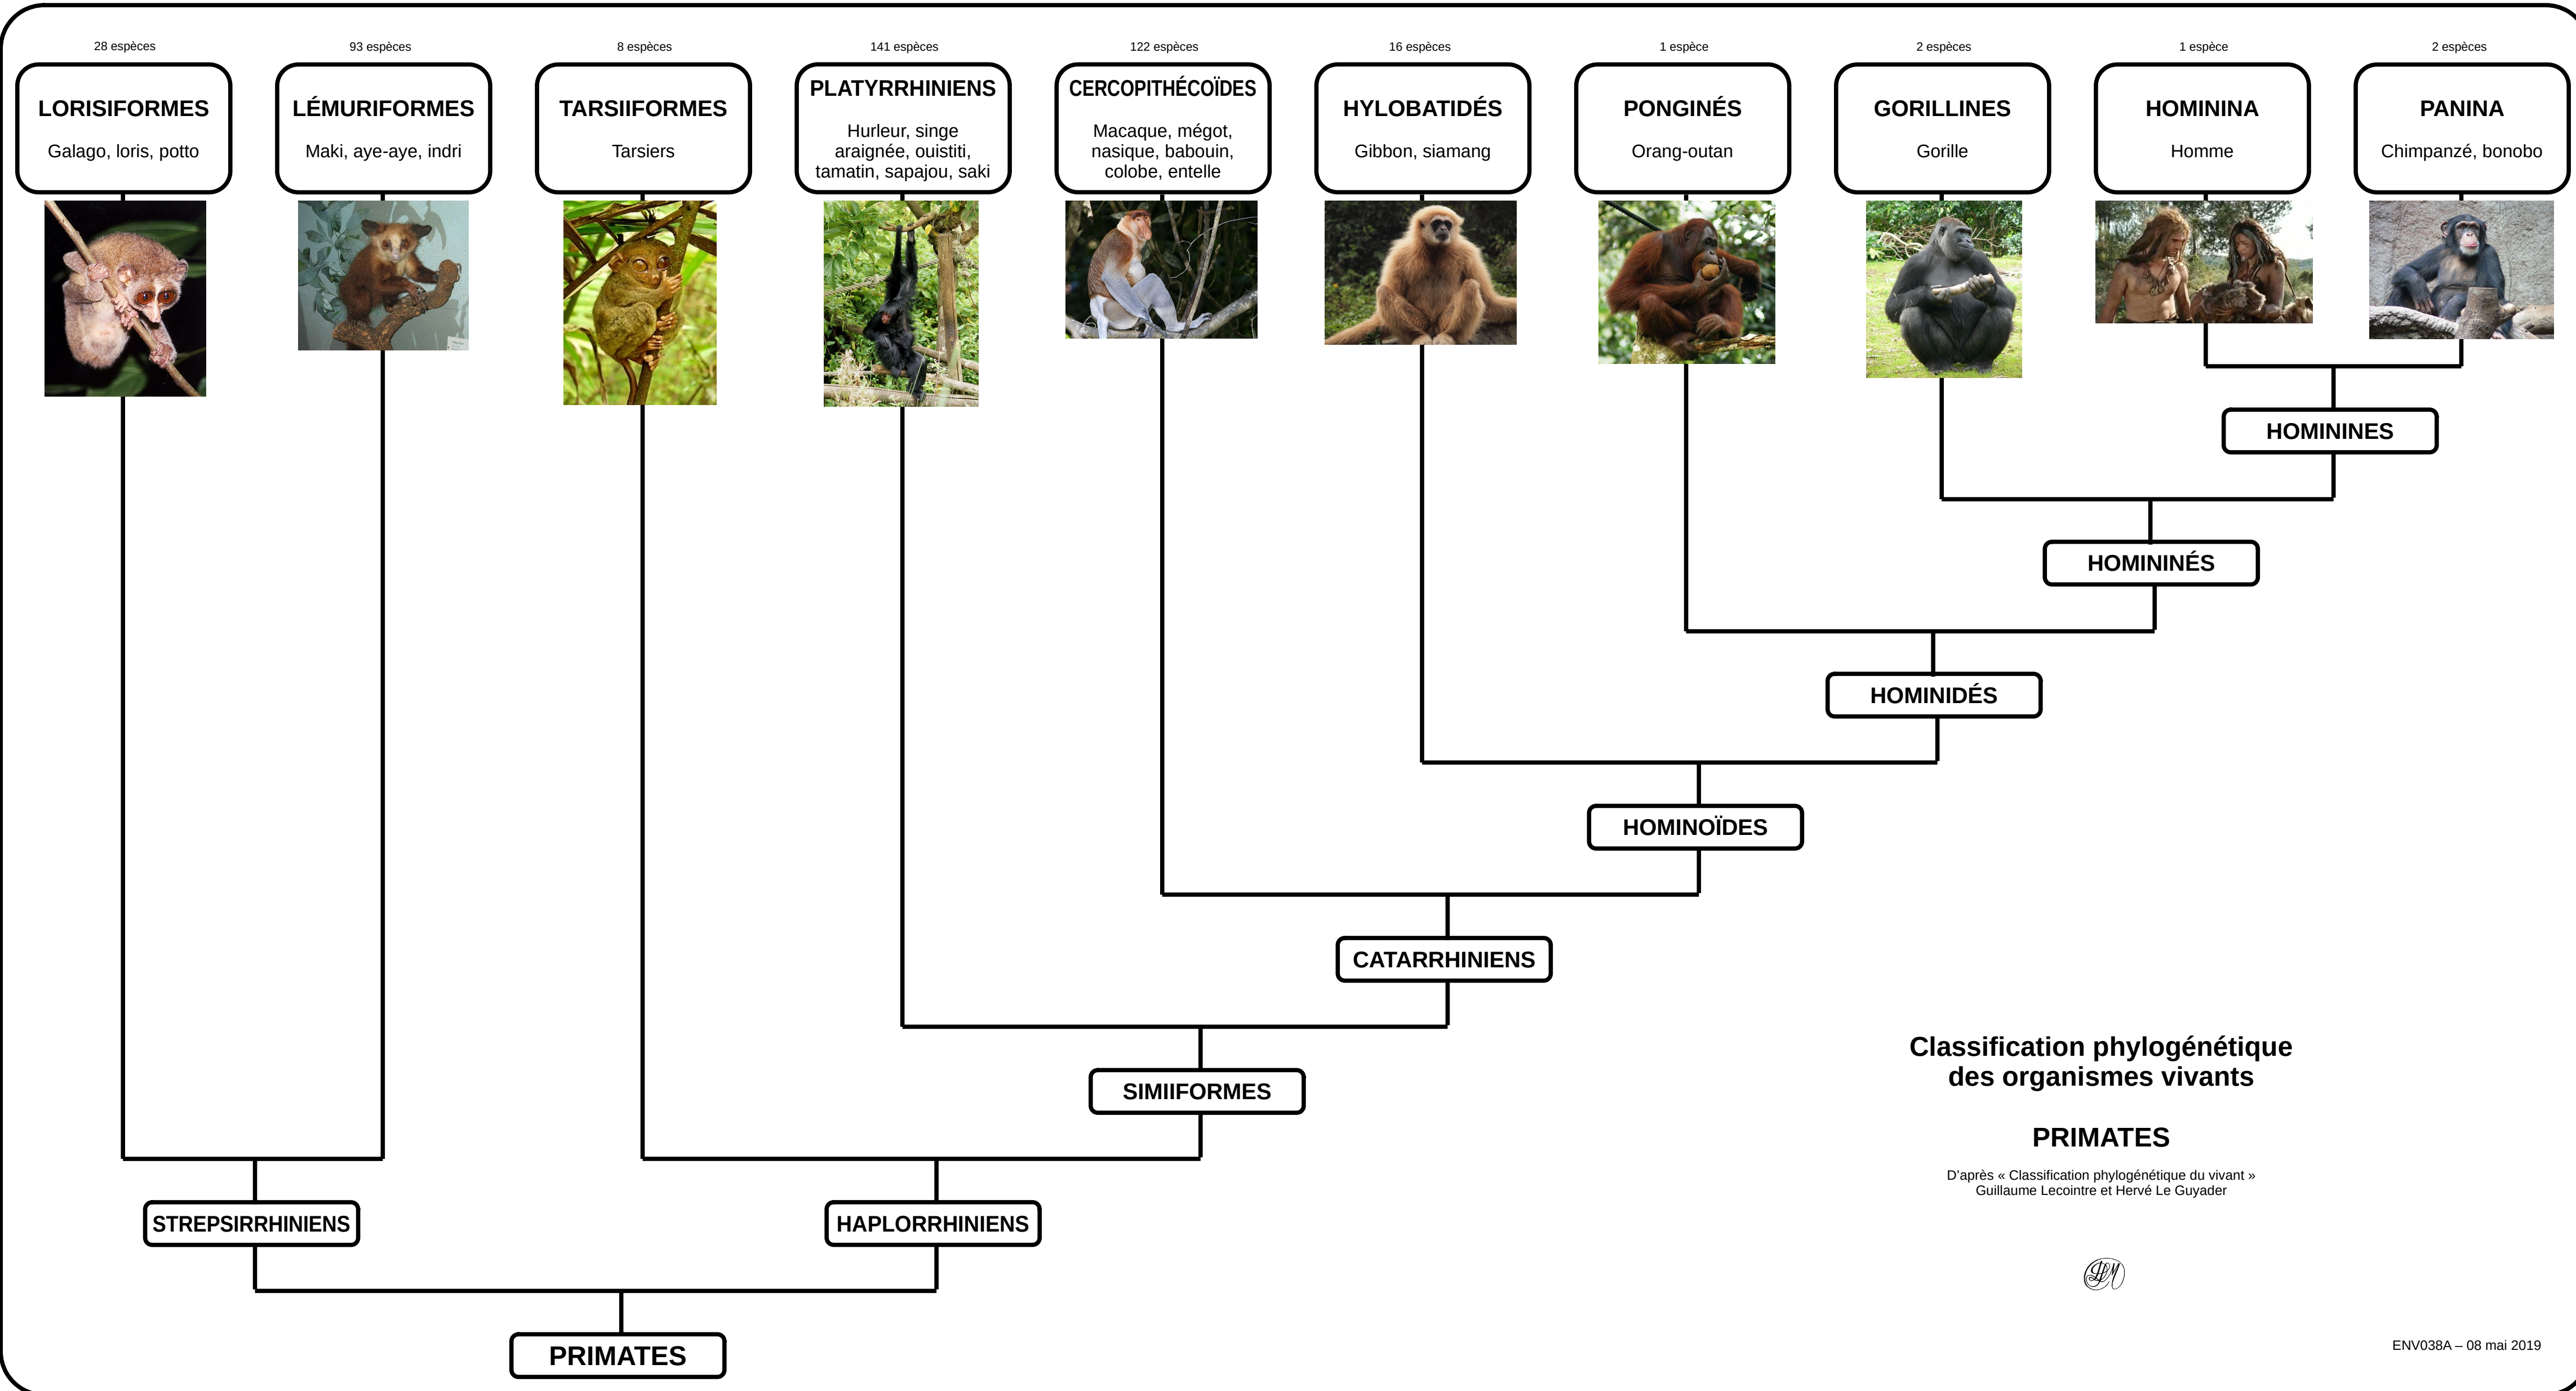 28 espèces
93 espèces
8 espèces
141 espèces
122 espèces
16 espèces
1 espèce
2 espèces
1 espèce
2 espèces
LORISIFORMES
Galago, loris, potto
LÉMURIFORMES
Maki, aye-aye, indri
TARSIIFORMES
Tarsiers
PLATYRRHINIENS
Hurleur, singe
araignée, ouistiti,
tamatin, sapajou, saki
CERCOPITHÉCOÏDES
Macaque, mégot,
nasique, babouin,
colobe, entelle
HYLOBATIDÉS
Gibbon, siamang
PONGINÉS
Orang-outan
GORILLINES
Gorille
HOMININA
Homme
PANINA
Chimpanzé, bonobo
HOMININES
HOMININÉS
HOMINIDÉS
HOMINOÏDES
CATARRHINIENS
SIMIIFORMES
STREPSIRRHINIENS
HAPLORRHINIENS
PRIMATES
Classification phylogénétique
des organismes vivants
PRIMATES
D'après « Classification phylogénétique du vivant »
Guillaume Lecointre et Hervé Le Guyader
ENV038A – 08 mai 2019